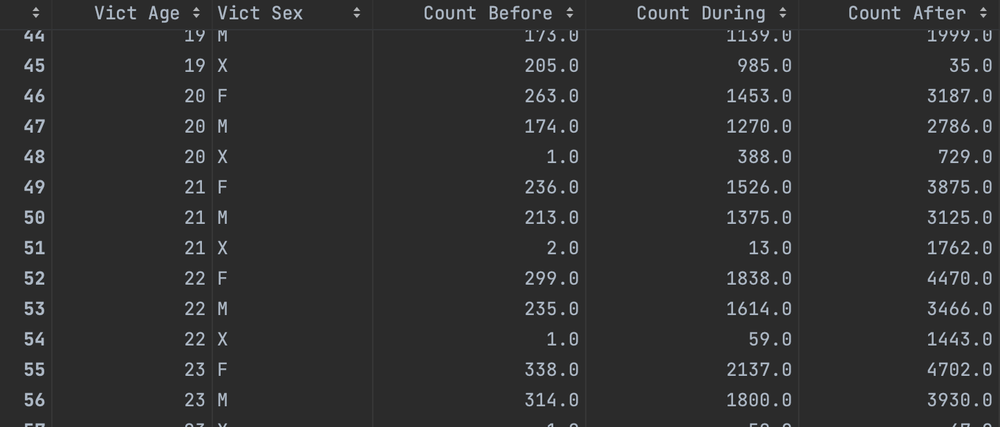 Vict Age Vict Sex Count Before Count During Count After
44 19 M 173.0 1139.0 1999.0
45 19 X 205.0 985.0 35.0
46 20 F 263.0 1453.0 3187.0
47 20 M 174.0 1270.0 2786.0
48 20 X 1.0 388.0 729.0
49 21 F 236.0 1526.0 3875.0
50 21 M 213.0 1375.0 3125.0
51 21 X 2.0 13.0 1762.0
52 22 F 299.0 1838.0 4470.0
53 22 M 235.0 1614.0 3466.0
54 22 X 1.0 59.0 1443.0
55 23 F 338.0 2137.0 4702.0
56 23 M 314.0 1800.0 3930.0